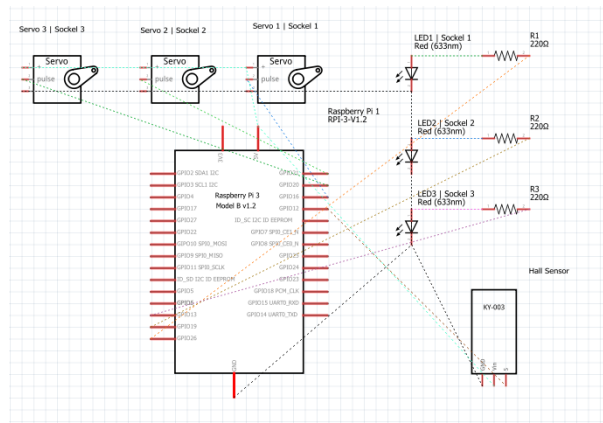 Servo 3 | Sockel 3
Servo 2 | Sockel 2
Servo 1 | Sockel 1
Servo
pulse
Servo
pulse
Servo
pulse
LED1 | Sockel 1
Red (633nm)
R1
220Ω
LED2 | Sockel 2
Red (633nm)
R2
220Ω
LED3 | Sockel 3
Red (633nm)
R3
220Ω
Raspberry Pi 1
RPI-3-V1.2
3V3
5V
Raspberry Pi 3
Model B v1.2
GPIO2 SDA1 I2C
GPIO3 SCL1 I2C
GPIO4
GPIO17
GPIO27
GPIO22
GPIO10 SPI0_MOSI
GPIO9 SPI0_MISO
GPIO11 SPI0_SCLK
ID_SD I2C ID EEPROM
GPIO5
GPIO6
GPIO13
GPIO19
GPIO26
GPIO20
GPIO16
GPIO12
ID_SC I2C ID EEPROM
GPIO7 SPI0_CE1_N
GPIO8 SPI0_CE0_N
GPIO24
GPIO18 PCM_CLK
GPIO15 UART0_RXD
GPIO14 UART0_TXD
GND
Hall Sensor
KY-003
GND
Vin
S